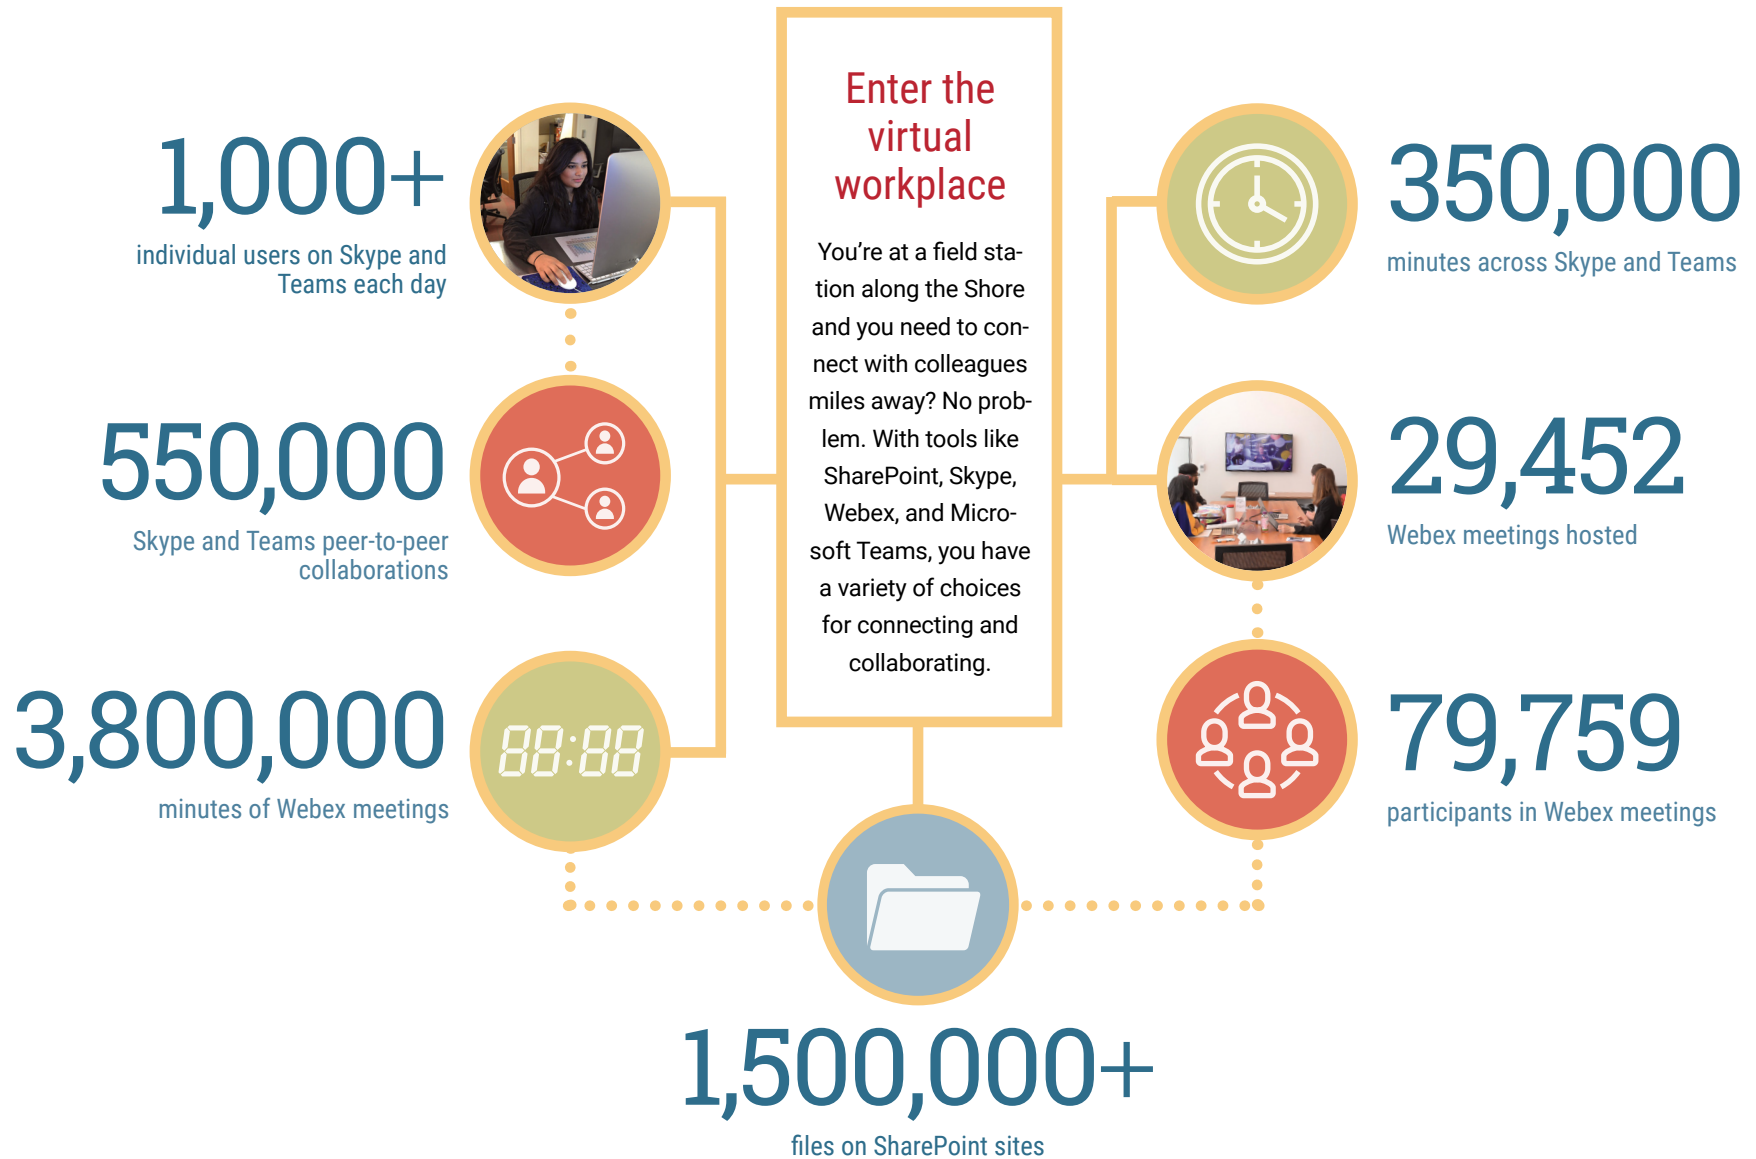 Enter the
virtual
workplace
You’re at a field sta-
tion along the Shore
and you need to con-
nect with colleagues
miles away? No prob-
lem. With tools like
SharePoint, Skype,
Webex, and Micro-
soft Teams, you have
a variety of choices
for connecting and
collaborating.
1,000+
individual users on Skype and
Teams each day
550,000
Skype and Teams peer-to-peer
collaborations
3,800,000
minutes of Webex meetings
88:88
350,000
minutes across Skype and Teams
29,452
Webex meetings hosted
79,759
participants in Webex meetings
1,500,000+
files on SharePoint sites